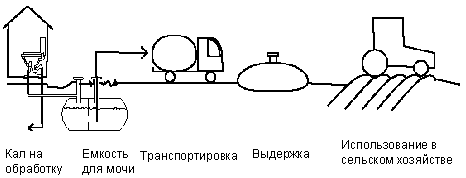 Кал на
обработку
Емкость
для мочи
Транспортировка
Выдержка
Использование в
сельском хозяйстве